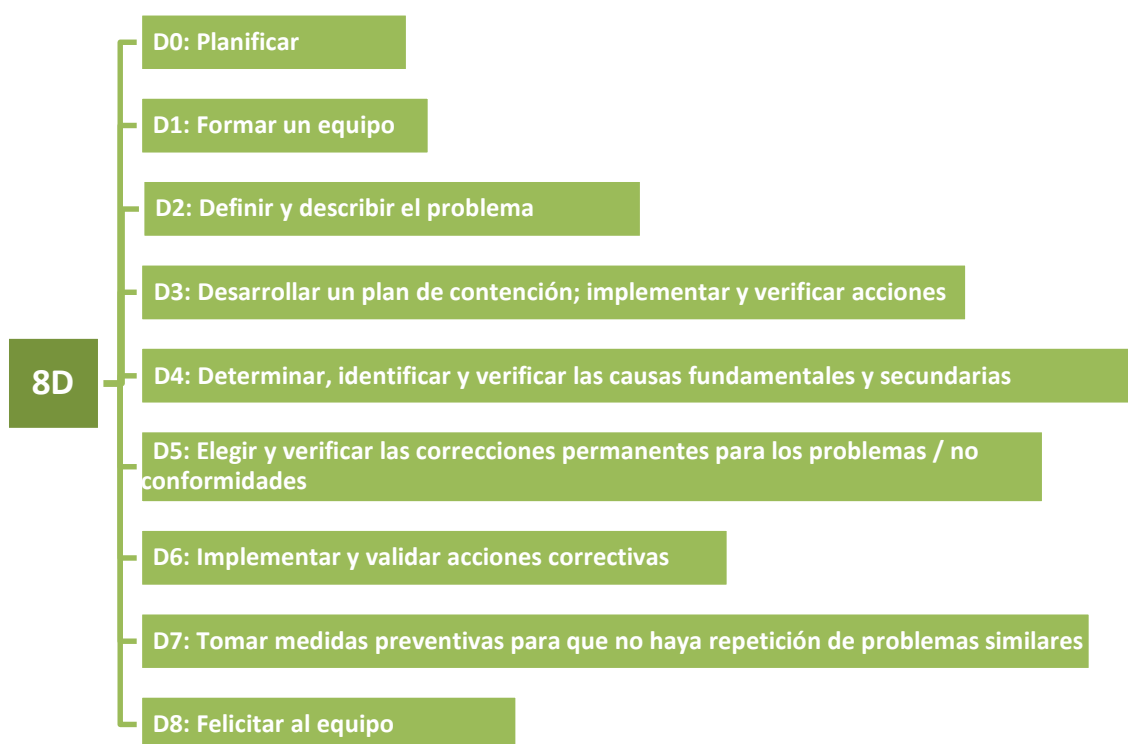 D0: Planificar
D1: Formar un equipo
D2: Definir y describir el problema
D3: Desarrollar un plan de contención; implementar y verificar acciones
8D
D4: Determinar, identificar y verificar las causas fundamentales y secundarias
D5: Elegir y verificar las correcciones permanentes para los problemas / no
conformidades
D6: Implementar y validar acciones correctivas
D7: Tomar medidas preventivas para que no haya repetición de problemas similares
D8: Felicitar al equipo